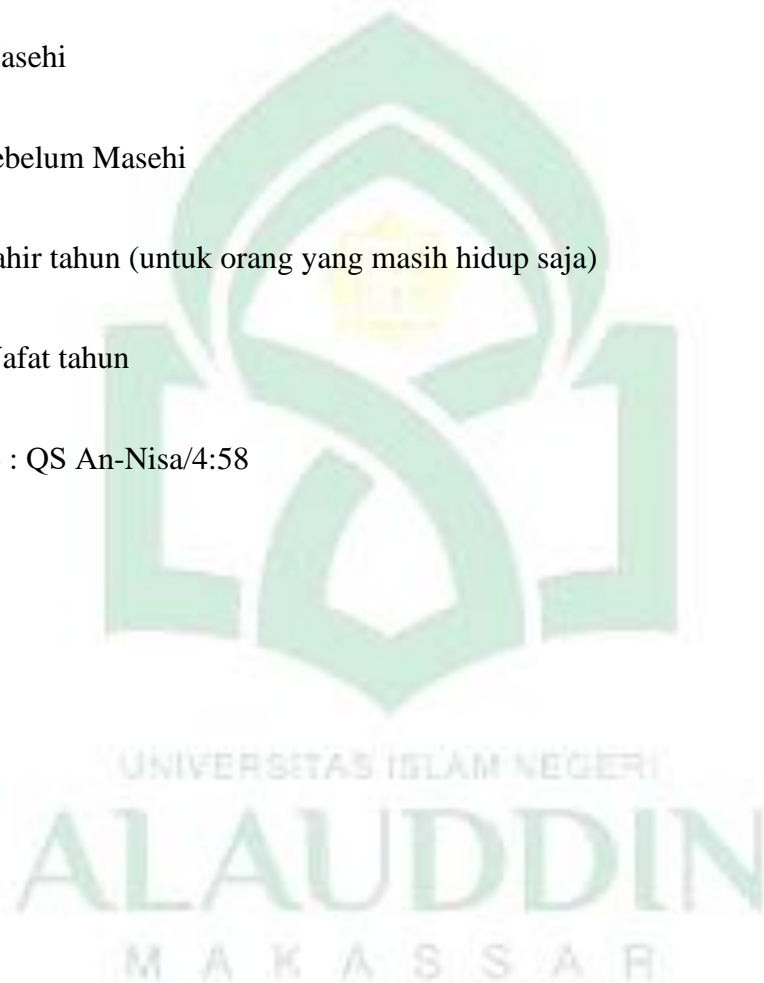 asehi
ebelum Masehi
ahir tahun (untuk orang yang masih hidup saja)
afat tahun
: QS An-Nisa/4:58
UNIVERSITAS ISLAM NEGERI
ALAUDDIN
MAKASSAR